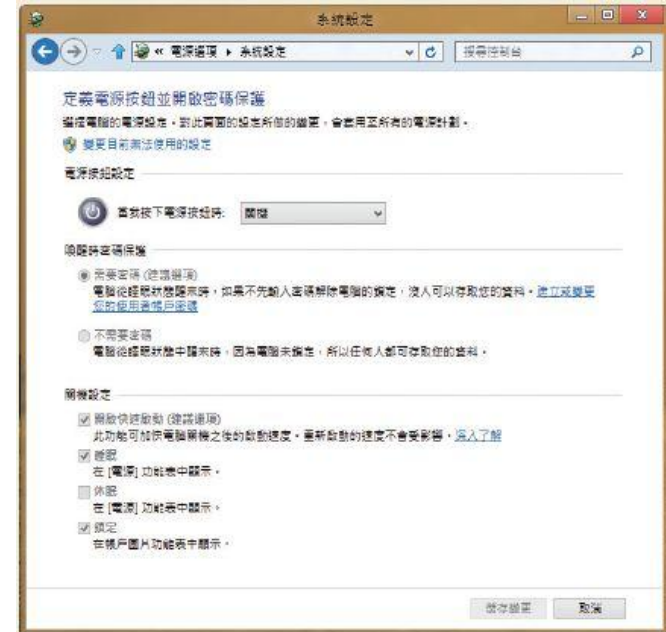 系統設定
« 電源選項 ▸ 系統設定
搜尋控制台
定義電源按鈕並開啟密碼保護
選擇電腦的電源設定。對此頁面的設定所做的變更,會套用至所有的電源計劃。
變更目前無法使用的設定
電源按鈕設定
當我按下電源按鈕時: 關機
喚醒時密碼保護
需要密碼 (建議選項)
電腦從睡眠狀態醒來時,如果不先輸入密碼解除電腦的鎖定,沒人可以存取您的資料。建立或變更
您的使用者帳戶密碼
不需要密碼
電腦從睡眠狀態中醒來時,因為電腦未鎖定,所以任何人都可存取您的資料。
關機設定
開啟快速啟動 (建議選項)
此功能可加快電腦關機之後的啟動速度。重新啟動的速度不會受影響。深入了解
睡眠
在 [電源] 功能表中顯示。
休眠
在 [電源] 功能表中顯示。
鎖定
在帳戶圖片功能表中顯示。
儲存變更 取消